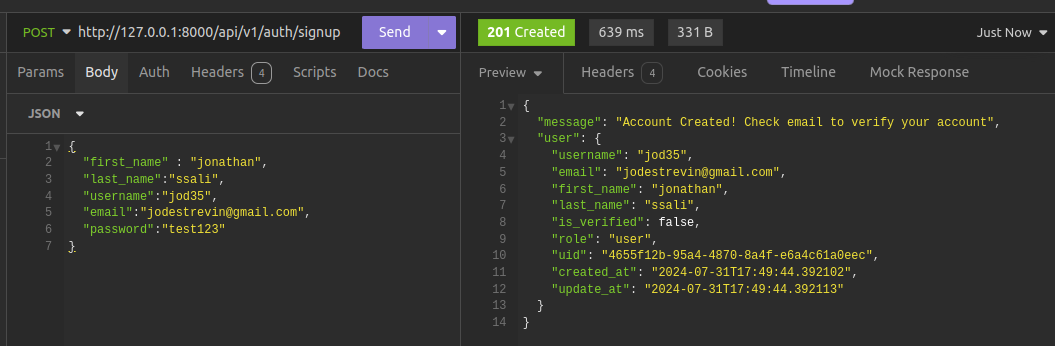 POST http://127.0.0.1:8000/api/v1/auth/signup Send
Params Body Auth Headers 4 Scripts Docs
JSON
1 {
2 "first_name" : "jonathan",
3 "last_name":"ssali",
4 "username":"jod35",
5 "email":"jodestrevin@gmail.com",
6 "password":"test123"
7 }
201 Created 639 ms 331 B Just Now
Preview Headers 4 Cookies Timeline Mock Response
1 {
2 "message": "Account Created! Check email to verify your account",
3 "user": {
4 "username": "jod35",
5 "email": "jodestrevin@gmail.com",
6 "first_name": "jonathan",
7 "last_name": "ssali",
8 "is_verified": false,
9 "role": "user",
10 "uid": "4655f12b-95a4-4870-8a4f-e6a4c61a0eec",
11 "created_at": "2024-07-31T17:49:44.392102",
12 "update_at": "2024-07-31T17:49:44.392113"
13 }
14 }